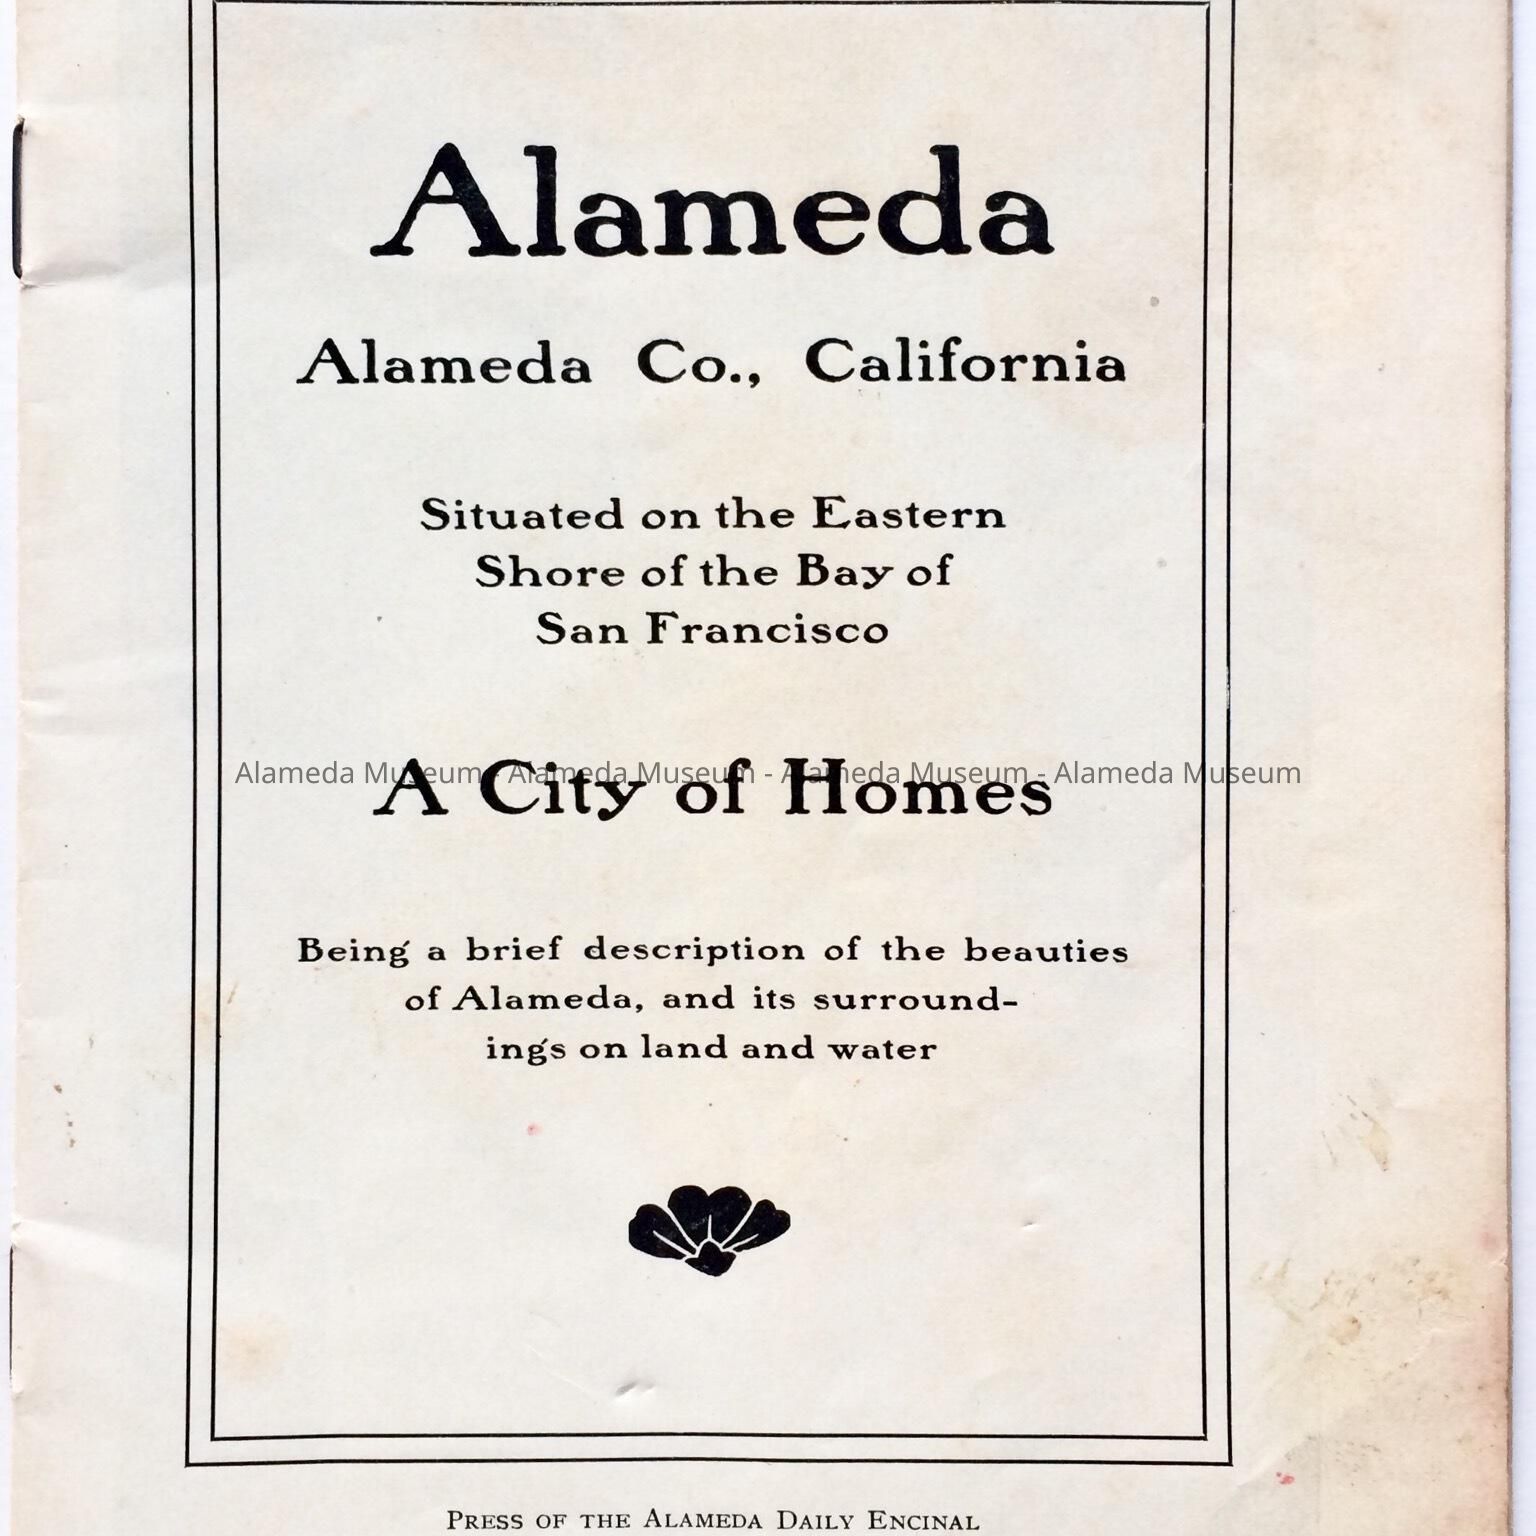 Alameda
Alameda Co., California
Situated on the Eastern
Shore of the Bay of
San Francisco
Alameda Museum - Alameda Museum - Alameda Museum - Alameda Museum
A City of Homes
Being a brief description of the beauties
of Alameda, and its surround-
ings on land and water
Press of the Alameda Daily Encinal